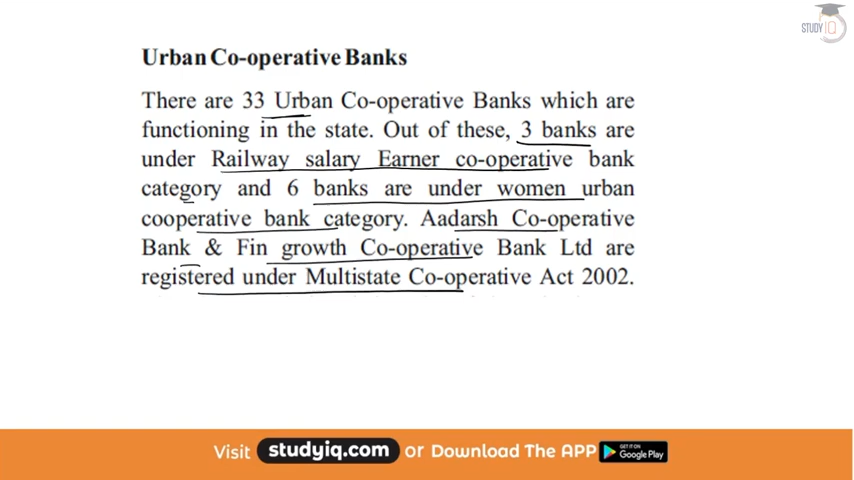 STUDY IQ
Urban Co-operative Banks
There are 33 Urban Co-operative Banks which are
functioning in the state. Out of these, 3 banks are
under Railway salary Earner co-operative bank
category and 6 banks are under women urban
cooperative bank category. Aadarsh Co-operative
Bank & Fin growth Co-operative Bank Ltd are
registered under Multistate Co-operative Act 2002.
Visit studyiq.com or Download The APP GET IT ON Google Play